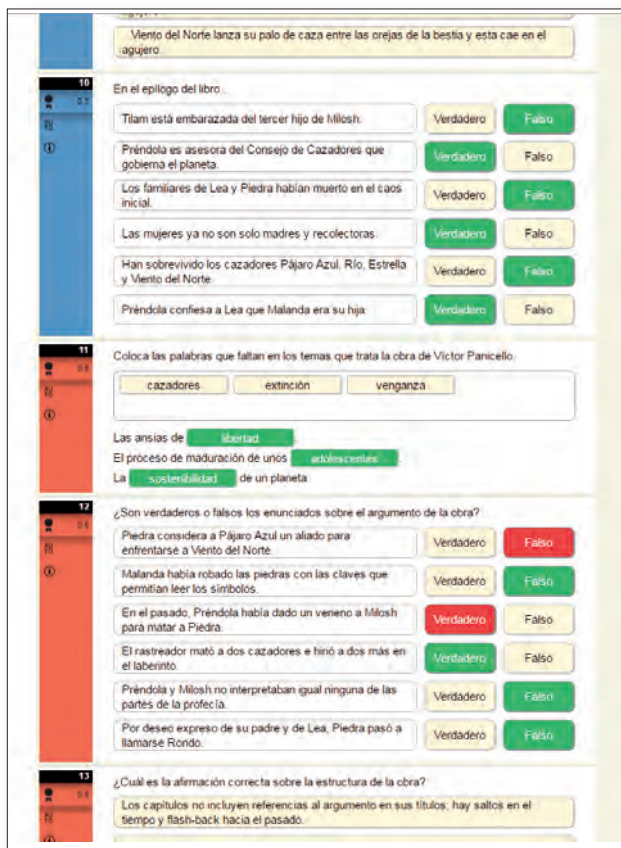 agujero.
Viento del Norte lanza su palo de caza entre las orejas de la bestia y esta cae en el
agujero.
10
0.5
En el epílogo del libro...
Tilam está embarazada del tercer hijo de Milosh.
Verdadero
Falso
Préndola es asesora del Consejo de Cazadores que
gobierna el planeta.
Verdadero
Falso
Los familiares de Lea y Piedra habían muerto en el caos
inicial.
Verdadero
Falso
Las mujeres ya no son solo madres y recolectoras.
Verdadero
Falso
Han sobrevivido los cazadores Pájaro Azul, Río, Estrella
y Viento del Norte.
Verdadero
Falso
Préndola confiesa a Lea que Malanda era su hija.
Verdadero
Falso
11
0.6
Coloca las palabras que faltan en los temas que trata la obra de Víctor Panicello.
cazadores
extinción
venganza
Las ansias de libertad.
El proceso de maduración de unos adolescentes.
La sostenibilidad de un planeta
12
0.6
¿Son verdaderos o falsos los enunciados sobre el argumento de la obra?
Piedra considera a Pájaro Azul un aliado para
enfrentarse a Viento del Norte.
Verdadero
Falso
Malanda había robado las piedras con las claves que
permitían leer los símbolos.
Verdadero
Falso
En el pasado, Préndola había dado un veneno a Milosh
para matar a Piedra.
Verdadero
Falso
El rastreador mató a dos cazadores e hirió a dos más en
el laberinto.
Verdadero
Falso
Préndola y Milosh no interpretaban igual ninguna de las
partes de la profecía.
Verdadero
Falso
Por deseo expreso de su padre y de Lea, Piedra pasó a
llamarse Rondo.
Verdadero
Falso
13
0.6
¿Cuál es la afirmación correcta sobre la estructura de la obra?
Los capítulos no incluyen referencias al argumento en sus títulos; hay saltos en el
tiempo y flash-back hacia el pasado.